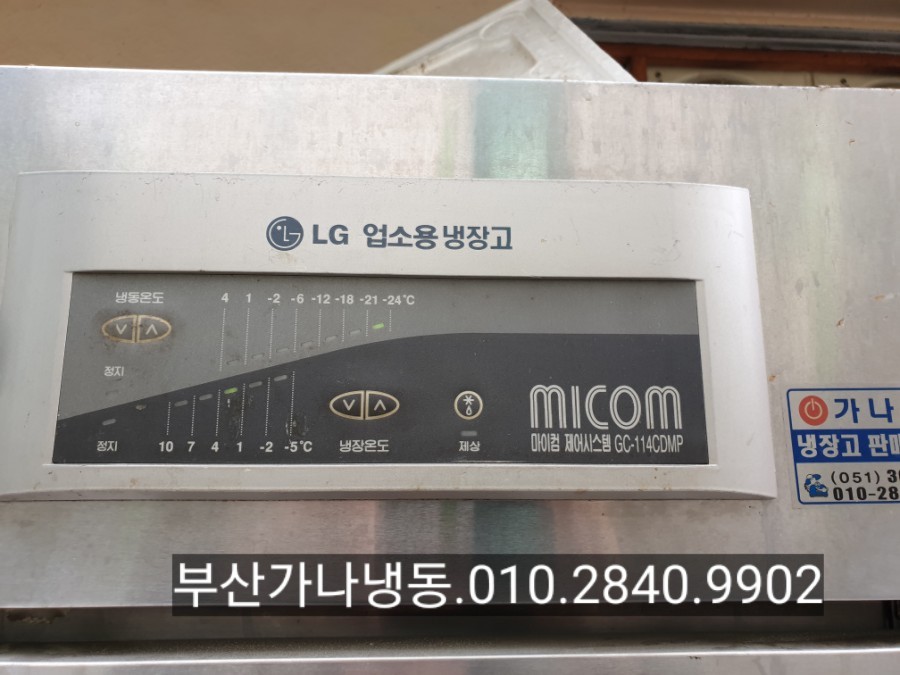 LG 업소용 냉장고
냉동온도
4 1 -2 -6 -12 -18 -21 -24℃
정지
정지
10 7 4 1 -2 -5℃
냉장온도
제상
micom
마이컴 제어시스템 GC-114CDMP
가나
냉장고 판매
(051) 30
010-28
부산가나냉동.010.2840.9902